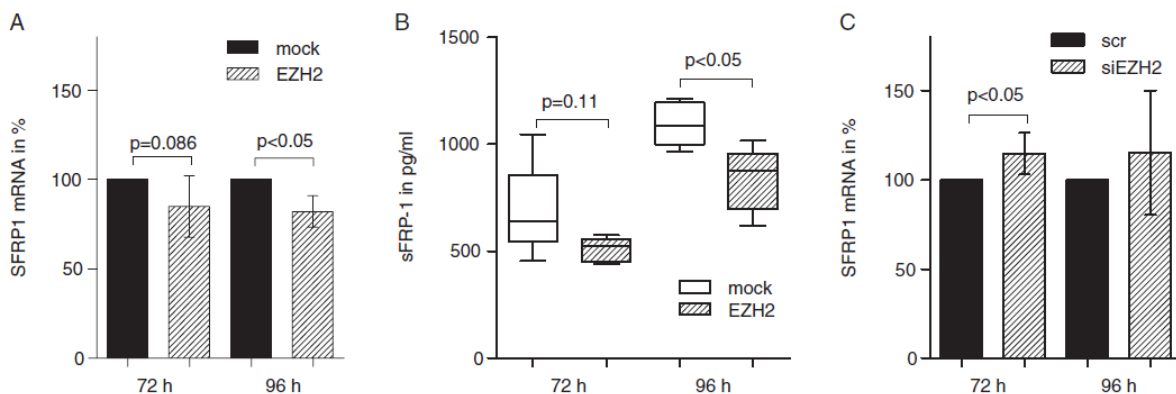 A
mock
EZH2
SFRP1 mRNA in %
150
100
50
0
p=0.086
p<0.05
72 h
96 h
B
sFRP-1 in pg/ml
1500
1000
500
0
p=0.11
p<0.05
mock
EZH2
72 h
96 h
C
scr
siEZH2
SFRP1 mRNA in %
150
100
50
0
p<0.05
72 h
96 h